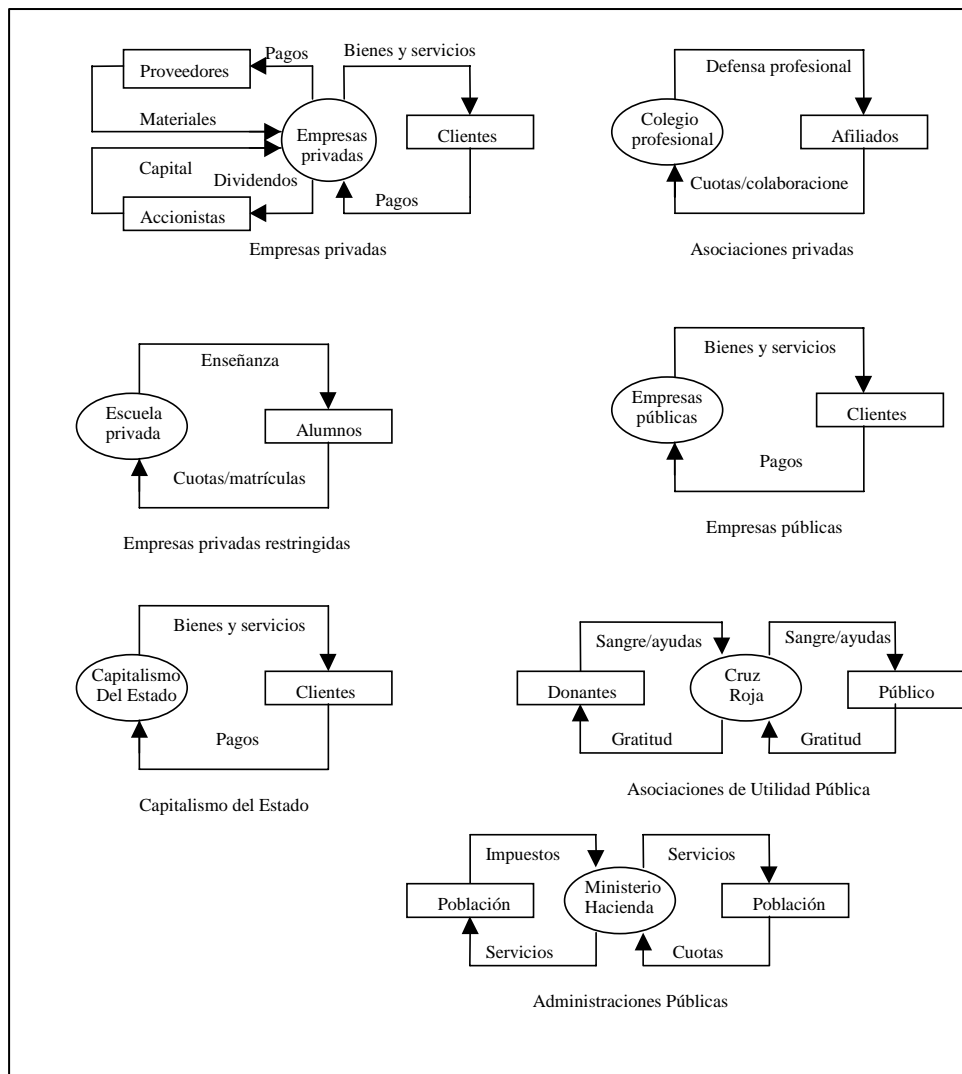 Pagos
Bienes y servicios
Proveedores
Materiales
Empresas
privadas
Clientes
Capital
Dividendos
Accionistas
Pagos
Empresas privadas
Defensa profesional
Colegio
profesional
Afiliados
Cuotas/colaboracione
Asociaciones privadas
Enseñanza
Escuela
privada
Alumnos
Cuotas/matrículas
Empresas privadas restringidas
Bienes y servicios
Empresas
públicas
Clientes
Pagos
Empresas públicas
Bienes y servicios
Capitalismo
Del Estado
Clientes
Pagos
Capitalismo del Estado
Sangre/ayudas
Sangre/ayudas
Donantes
Cruz
Roja
Público
Gratitud
Gratitud
Asociaciones de Utilidad Pública
Impuestos
Servicios
Población
Ministerio
Hacienda
Población
Servicios
Cuotas
Administraciones Públicas